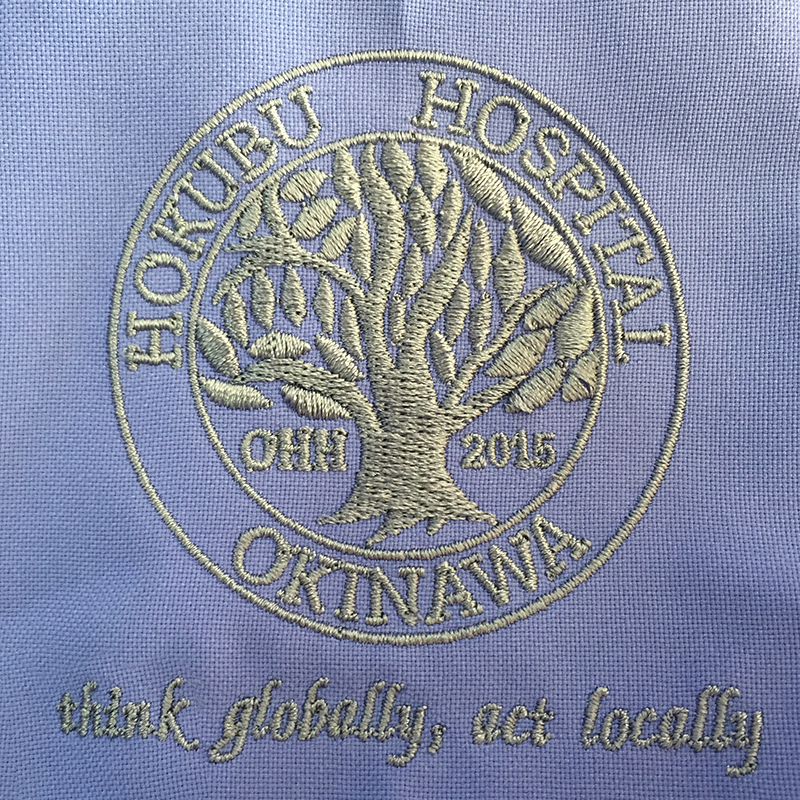 HOKUBU HOSPITAL
OHH 2015
OKINAWA
think globally, act locally